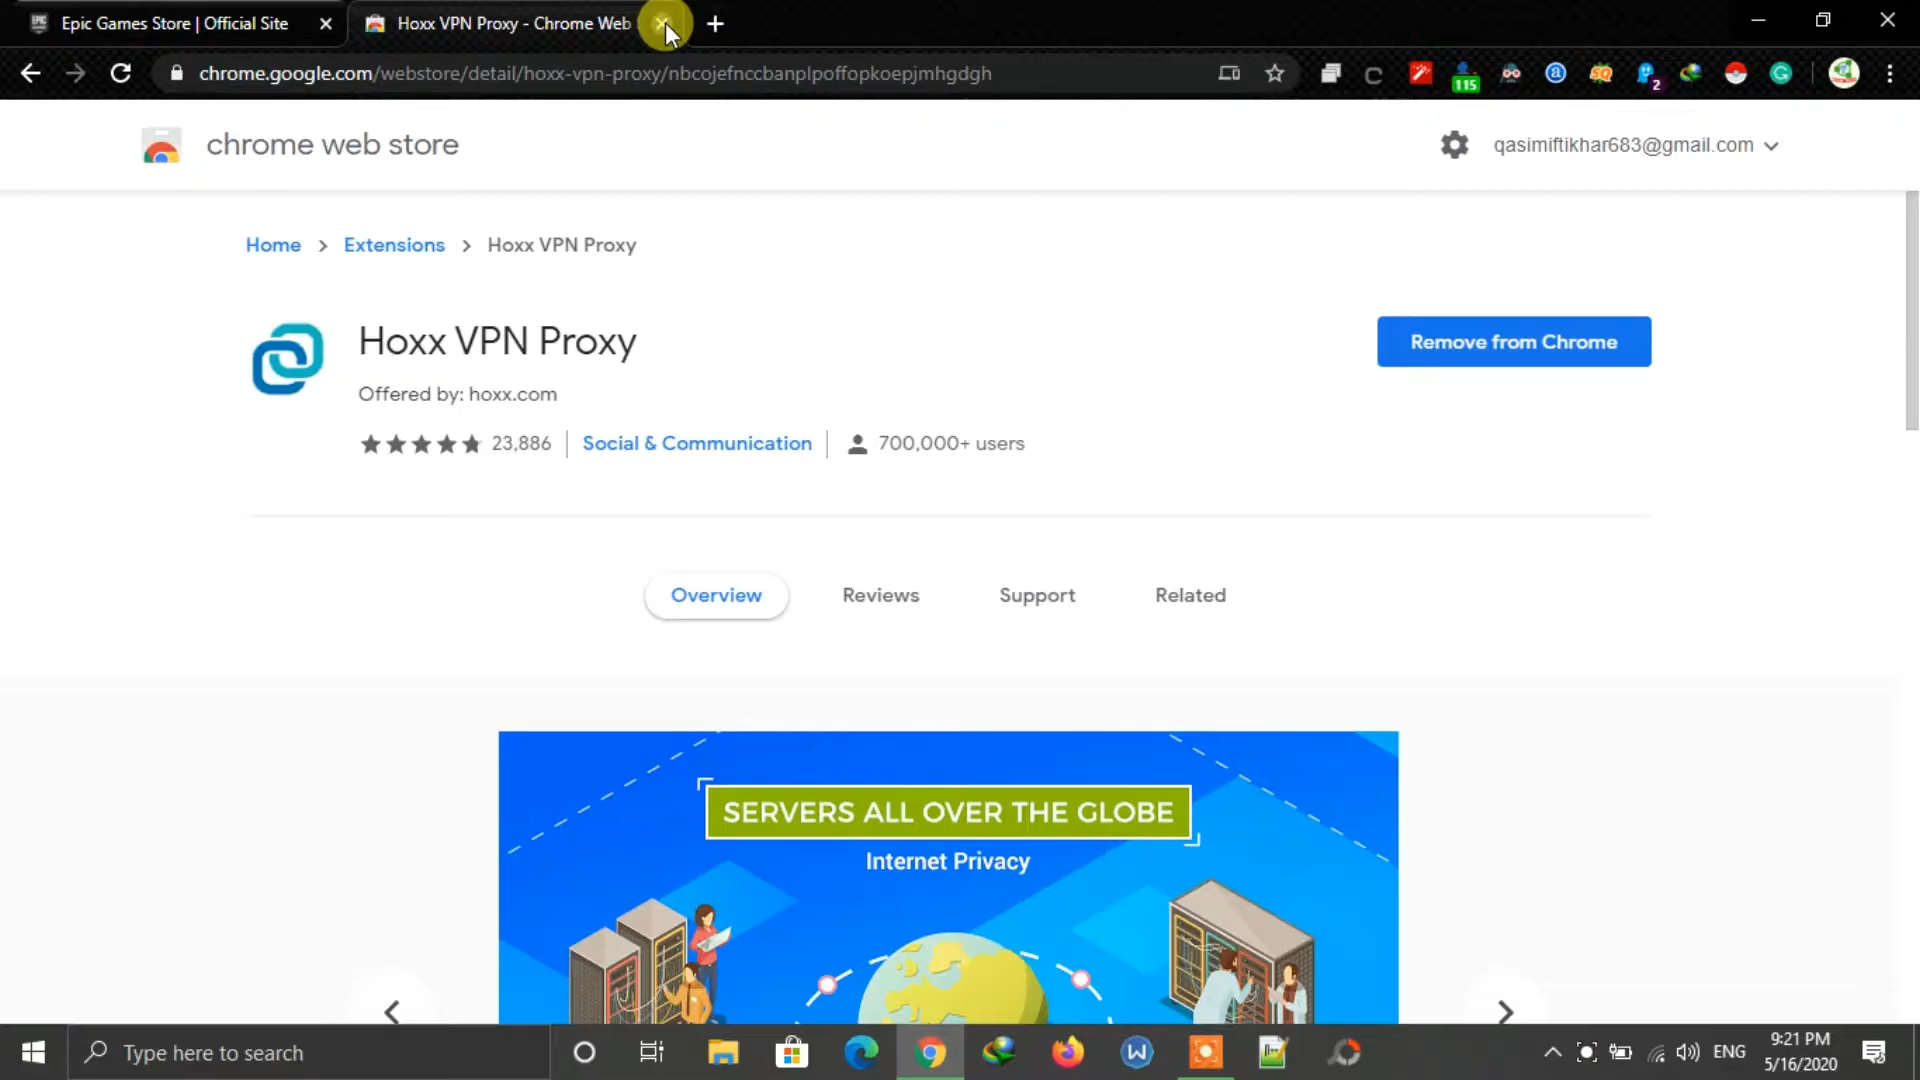 Epic Games Store | Official Site
Hoxx VPN Proxy - Chrome Web
chrome.google.com/webstore/detail/hoxx-vpn-proxy/nbcojefnccbanplpoffopkoepjmhgdgh
115
2
chrome web store
qasimiftikhar683@gmail.com
Home > Extensions > Hoxx VPN Proxy
Hoxx VPN Proxy
Remove from Chrome
Offered by: hoxx.com
23,886
Social & Communication
700,000+ users
Overview
Reviews
Support
Related
SERVERS ALL OVER THE GLOBE
Internet Privacy
Type here to search
ENG
9:21 PM
5/16/2020